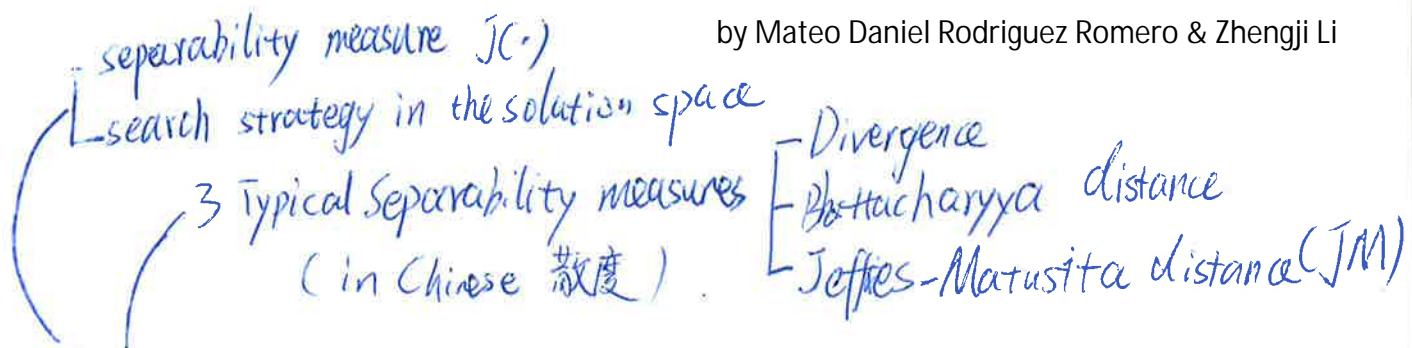 by Mateo Daniel Rodriguez Romero & Zhengji Li
separability measure J(·)
search strategy in the solution space
3 Typical Separability measures
(in Chinese 散度).
Divergence
Bhattacharyya distance
Jeffies-Matusita distance (JM)